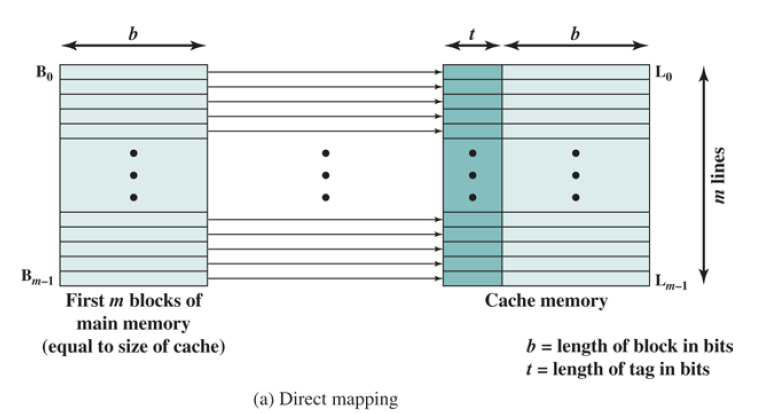 b
t
b
B0
L0
m lines
Bm–1
Lm–1
First m blocks of
main memory
(equal to size of cache)
Cache memory
b = length of block in bits
t = length of tag in bits
(a) Direct mapping